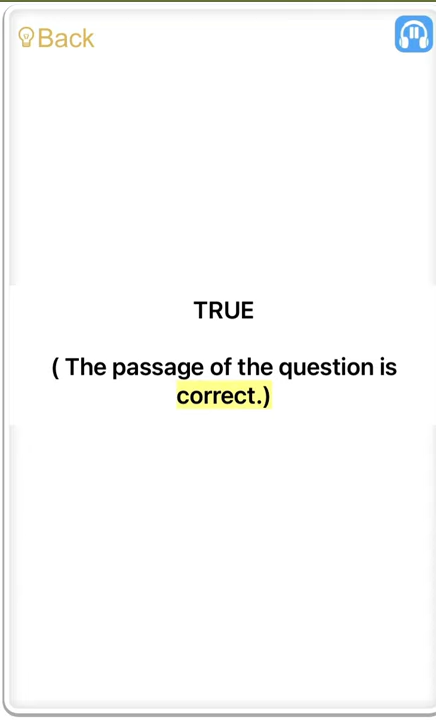 Back
TRUE
( The passage of the question is
correct.)